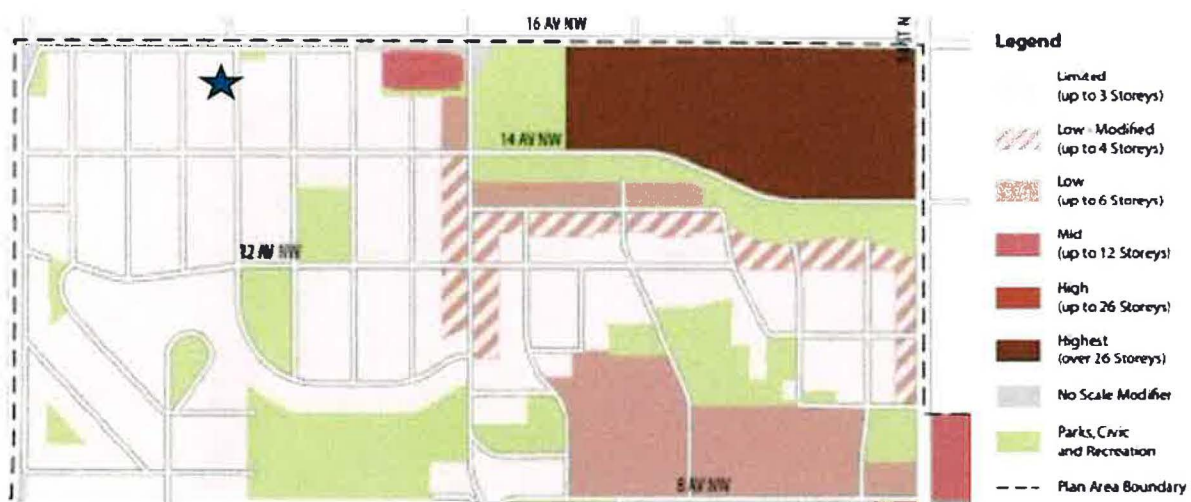 16 AV NW
ST N
14 AV NW
12 AV NW
8 AV NW
Legend
Limited
(up to 3 Storeys)
Low - Modified
(up to 4 Storeys)
Low
(up to 6 Storeys)
Mid
(up to 12 Storeys)
High
(up to 26 Storeys)
Highest
(over 26 Storeys)
No Scale Modifier
Parks, Civic
and Recreation
Plan Area Boundary